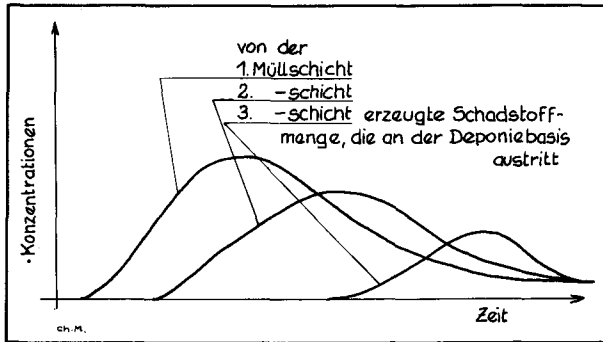 von der
1. Müllschicht
2. -schicht
3. -schicht erzeugte Schadstoff-
menge, die an der Deponiebasis
austritt
Konzentrationen
Zeit
Ch.M.